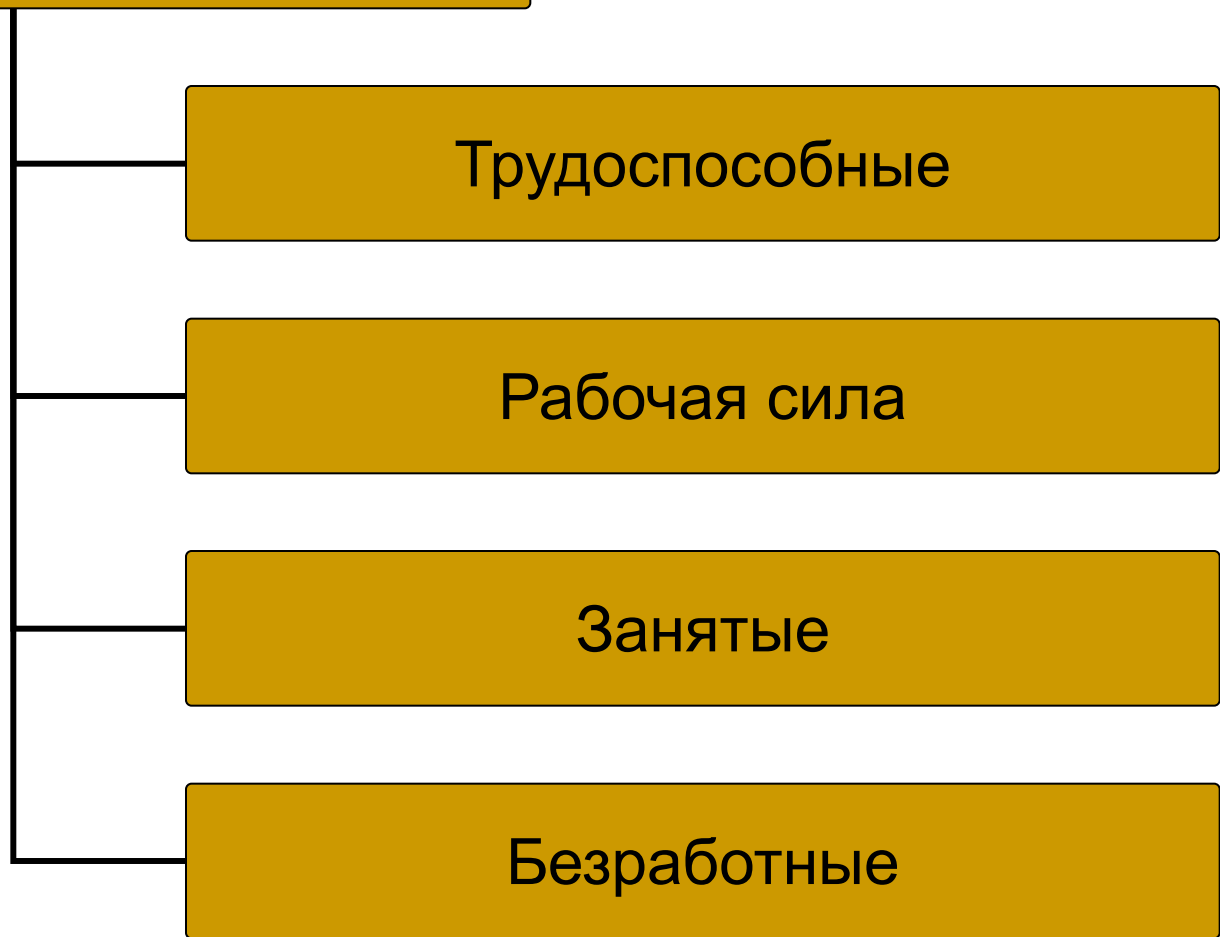 Трудоспособные
Рабочая сила
Занятые
Безработные